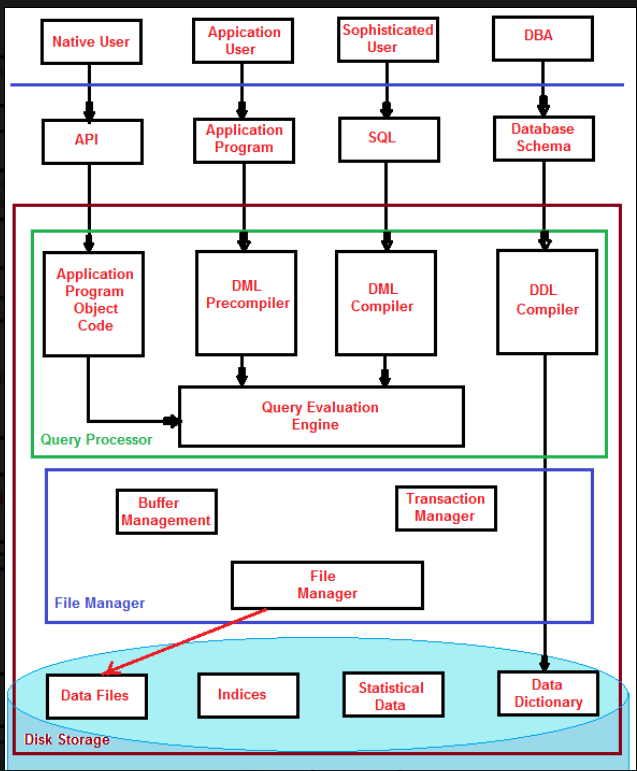 Native User
Appication
User
Sophisticated
User
DBA
API
Application
Program
SQL
Database
Schema
Application
Program
Object
Code
DML
Precompiler
DML
Compiler
DDL
Compiler
Query Evaluation
Engine
Query Processor
Buffer
Management
Transaction
Manager
File
Manager
File Manager
Data Files
Indices
Statistical
Data
Data
Dictionary
Disk Storage